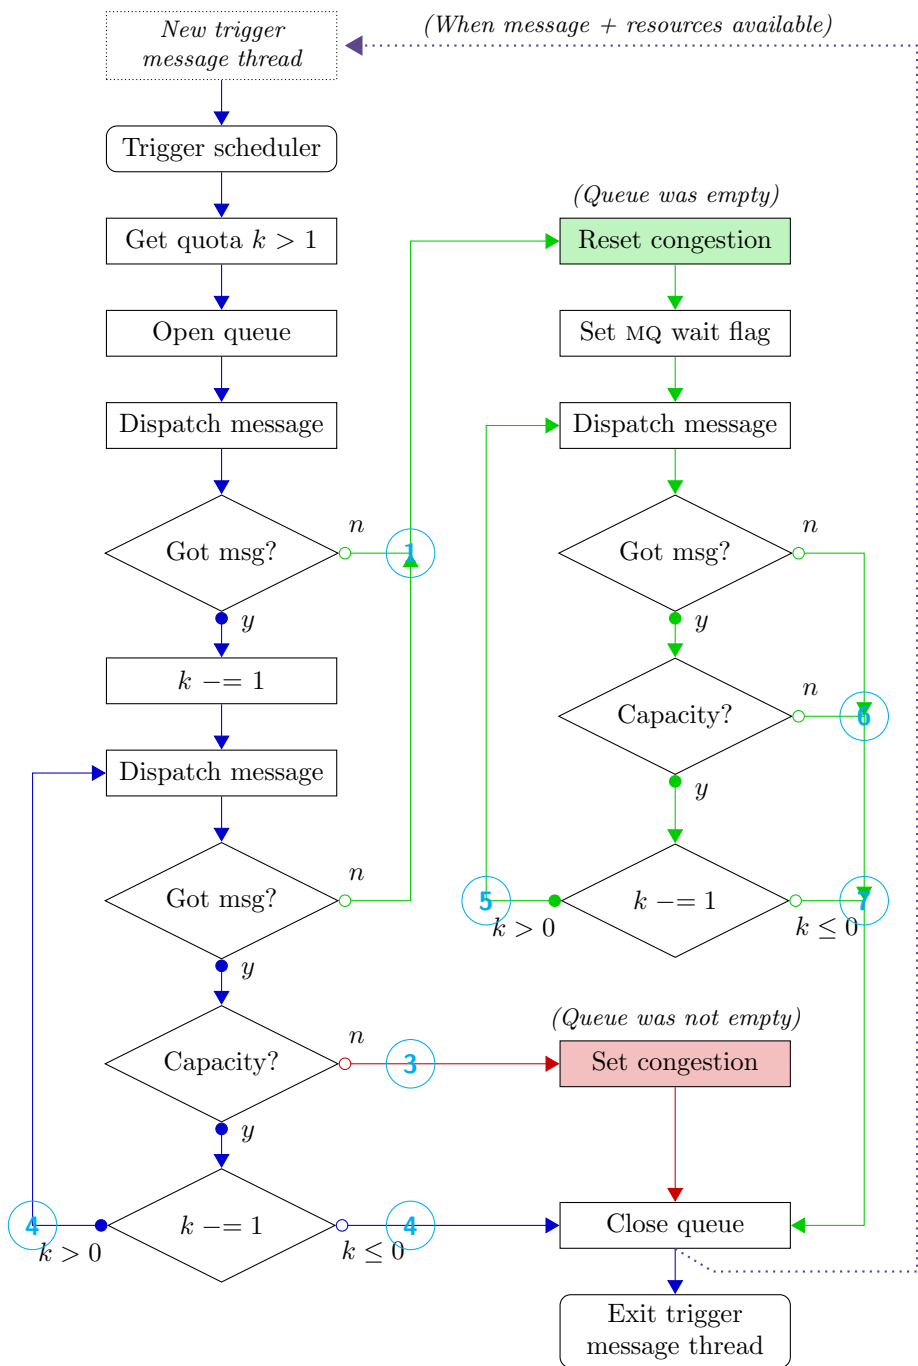 New trigger
message thread
(When message + resources available)
Trigger scheduler
Get quota k > 1
Open queue
Dispatch message
Got msg?
n
1
y
k −= 1
Dispatch message
Got msg?
n
y
Capacity?
n
3
y
k −= 1
4
k > 0
k ≤ 0
4
(Queue was empty)
Reset congestion
Set MQ wait flag
Dispatch message
Got msg?
n
y
Capacity?
n
6
y
k −= 1
5
k > 0
k ≤ 0
7
(Queue was not empty)
Set congestion
Close queue
Exit trigger
message thread